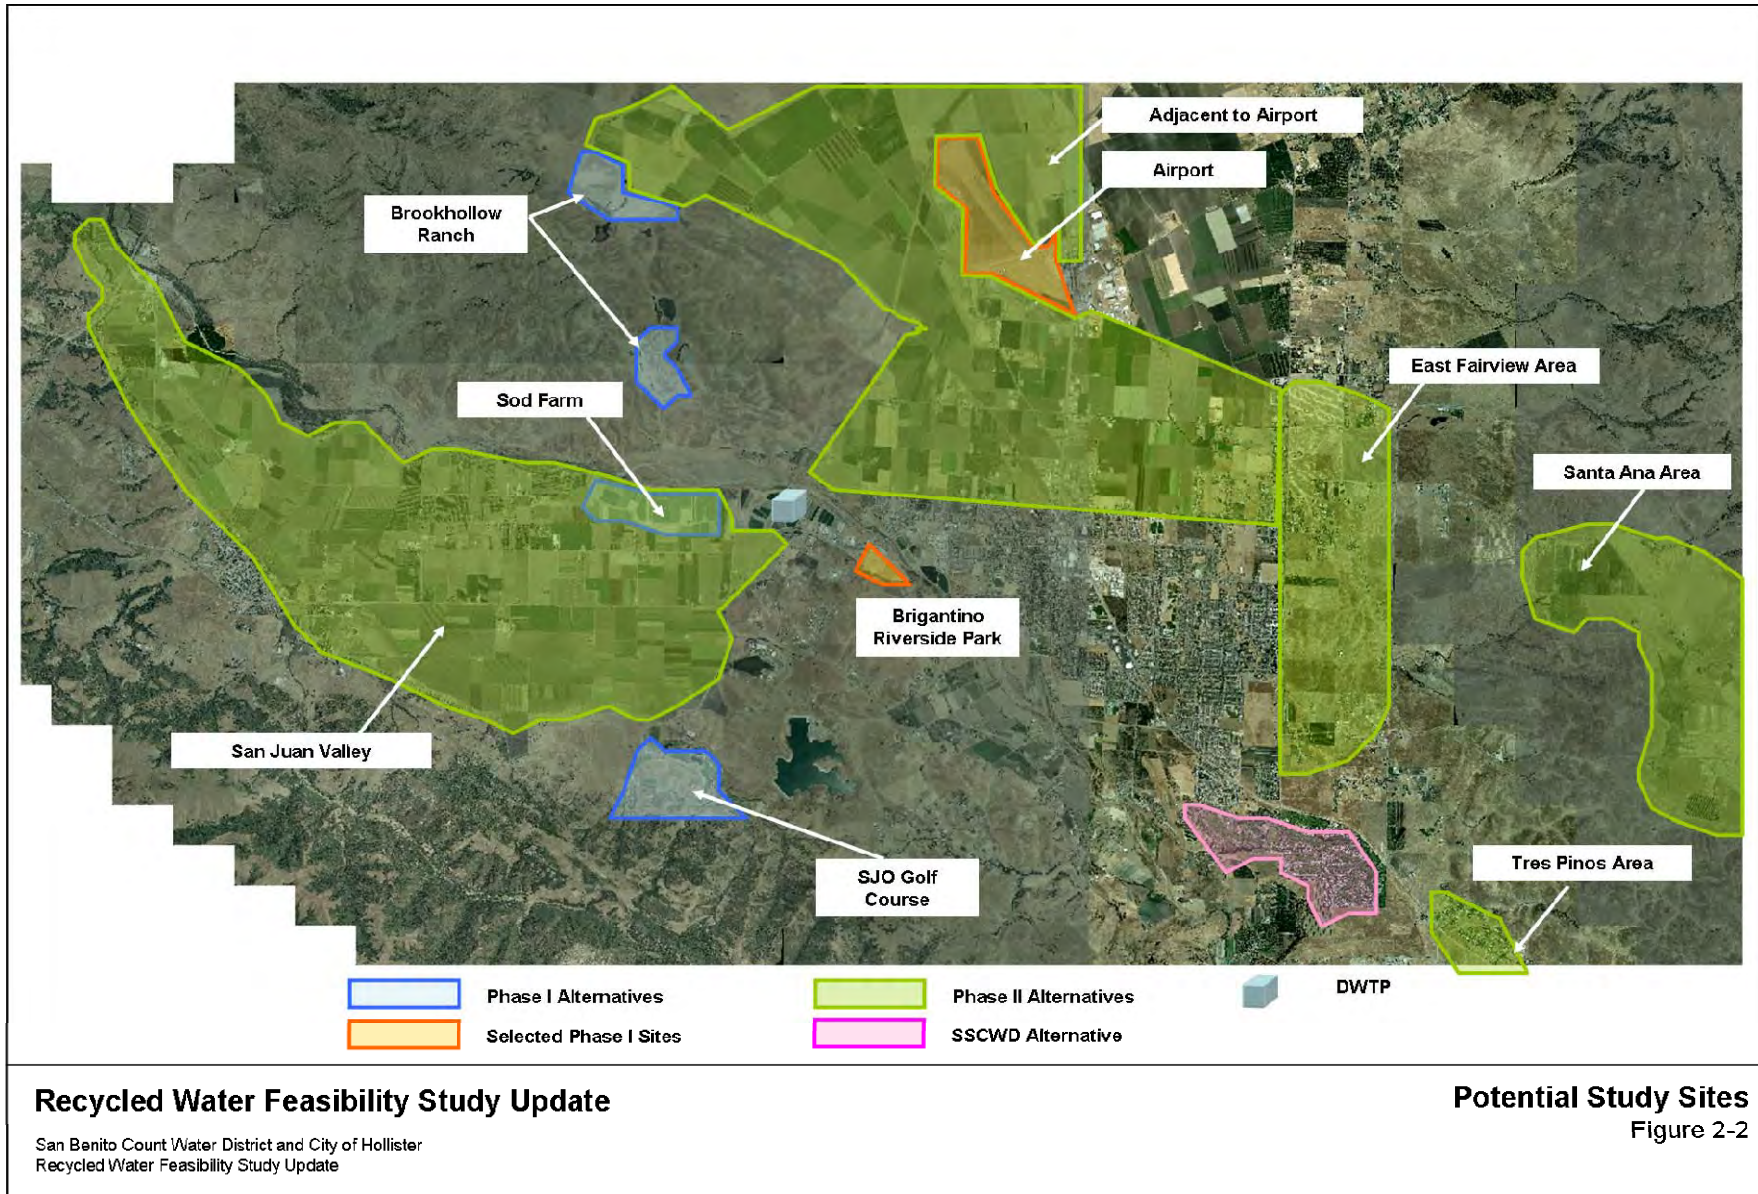 Adjacent to Airport
Airport
Brookhollow
Ranch
East Fairview Area
Sod Farm
Santa Ana Area
Brigantino
Riverside Park
San Juan Valley
SJO Golf
Course
Tres Pinos Area
Phase I Alternatives
Phase II Alternatives
DWTP
Selected Phase I Sites
SSCWD Alternative
Recycled Water Feasibility Study Update
Potential Study Sites
Figure 2-2
San Benito Count Water District and City of Hollister
Recycled Water Feasibility Study Update